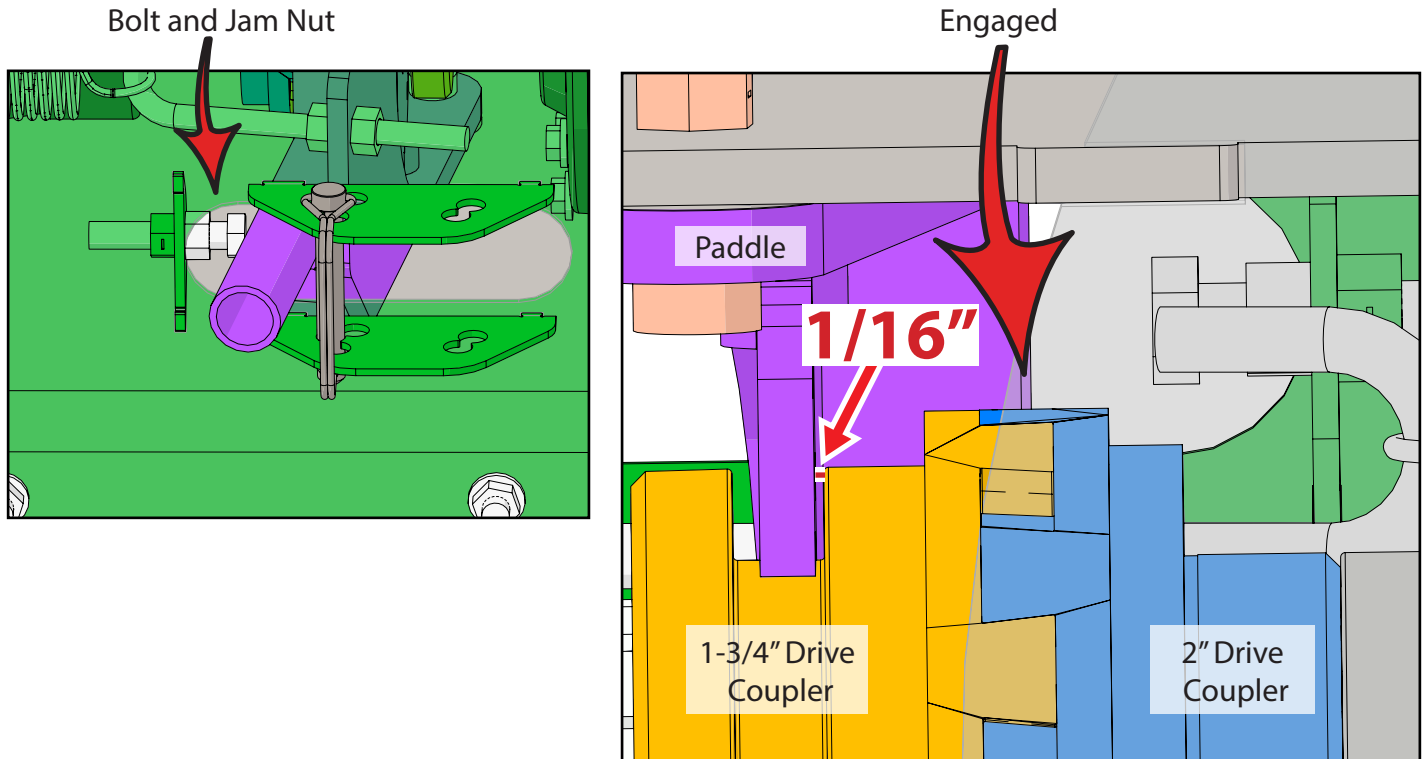 Bolt and Jam Nut
Engaged
Paddle
1/16”
1-3/4” Drive
Coupler
2” Drive
Coupler